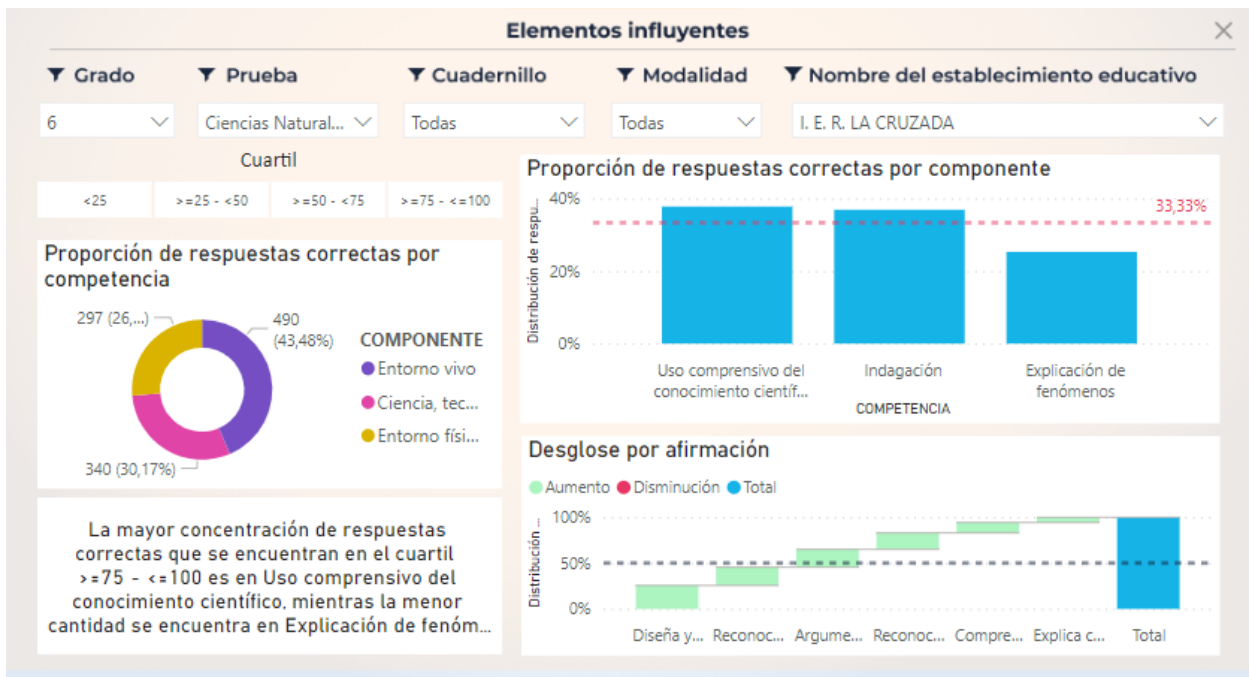 Elementos influyentes
Grado
Prueba
Cuadernillo
Modalidad
Nombre del establecimiento educativo
6
Ciencias Natural...
Todas
Todas
I. E. R. LA CRUZADA
Cuartil
<25
>=25 - <50
>=50 - <75
>=75 - <=100
Proporción de respuestas correctas por
competencia
297 (26,...)
490
(43,48%)
340 (30,17%)
COMPONENTE
Entorno vivo
Ciencia, tec...
Entorno físi...
La mayor concentración de respuestas
correctas que se encuentran en el cuartil
>=75 - <=100 es en Uso comprensivo del
conocimiento científico, mientras la menor
cantidad se encuentra en Explicación de fenóm...
Proporción de respuestas correctas por componente
Distribución de respu...
40%
20%
0%
33,33%
Uso comprensivo del
conocimiento científ...
Indagación
Explicación de
fenómenos
COMPETENCIA
Desglose por afirmación
Aumento Disminución Total
Distribución ...
100%
50%
0%
Diseña y...
Reconoc...
Argume...
Reconoc...
Compre...
Explica c...
Total